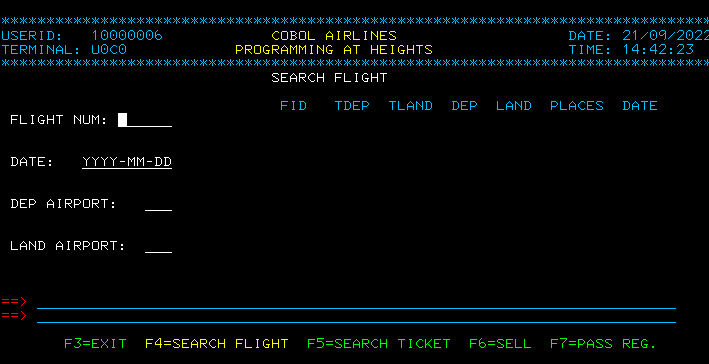 *******************************************************************************
USERID: 10000006 COBOL AIRLINES DATE: 21/09/2022
TERMINAL: U0C0 PROGRAMMING AT HEIGHTS TIME: 14:42:23
*******************************************************************************
SEARCH FLIGHT
FID TDEP TLAND DEP LAND PLACES DATE
FLIGHT NUM: ______
DATE: YYYY-MM-DD
DEP AIRPORT: ___
LAND AIRPORT: ___
==>
==>
F3=EXIT F4=SEARCH FLIGHT F5=SEARCH TICKET F6=SELL F7=PASS REG.